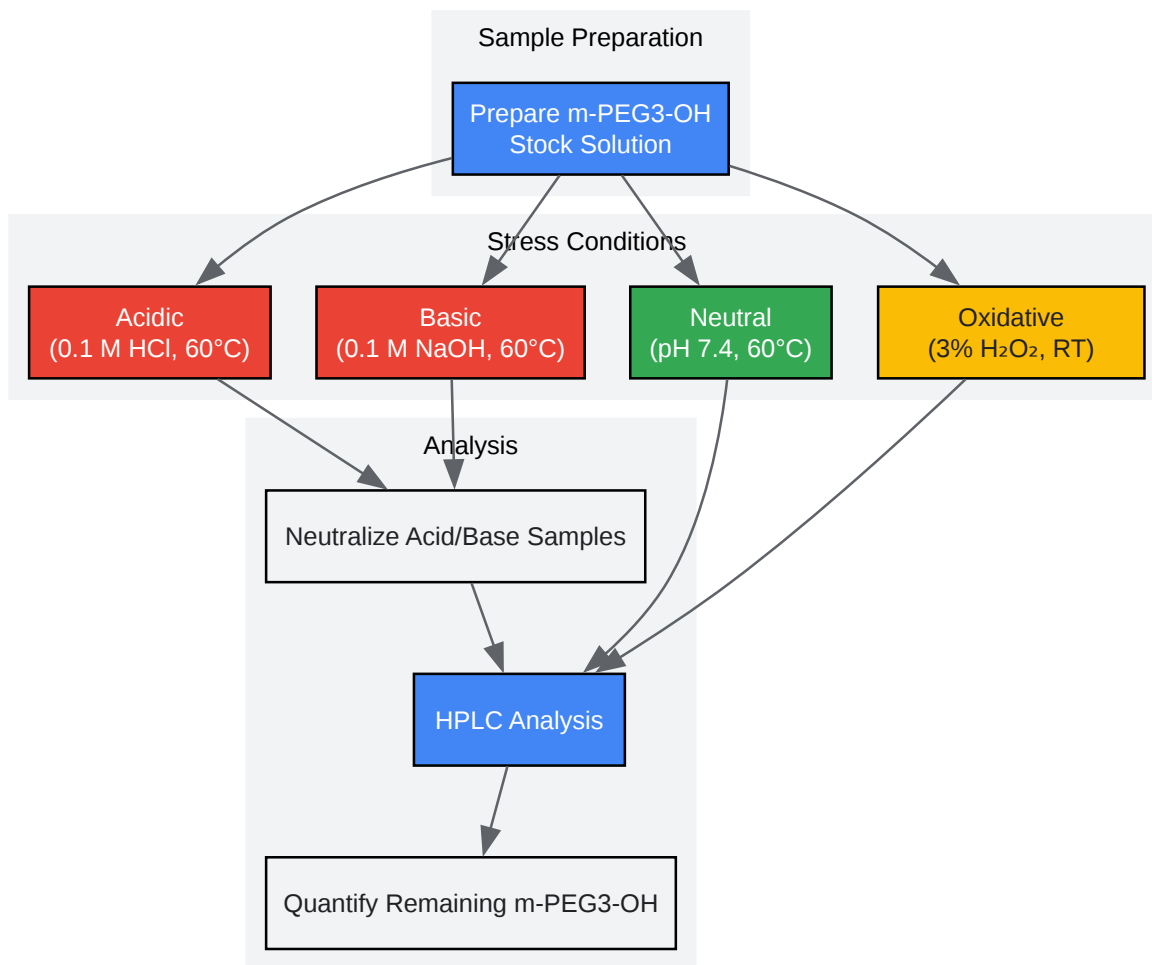 Sample Preparation
Prepare m-PEG3-OH
Stock Solution
Stress Conditions
Acidic
(0.1 M HCl, 60°C)
Basic
(0.1 M NaOH, 60°C)
Neutral
(pH 7.4, 60°C)
Oxidative
(3% H₂O₂, RT)
Analysis
Neutralize Acid/Base Samples
HPLC Analysis
Quantify Remaining m-PEG3-OH